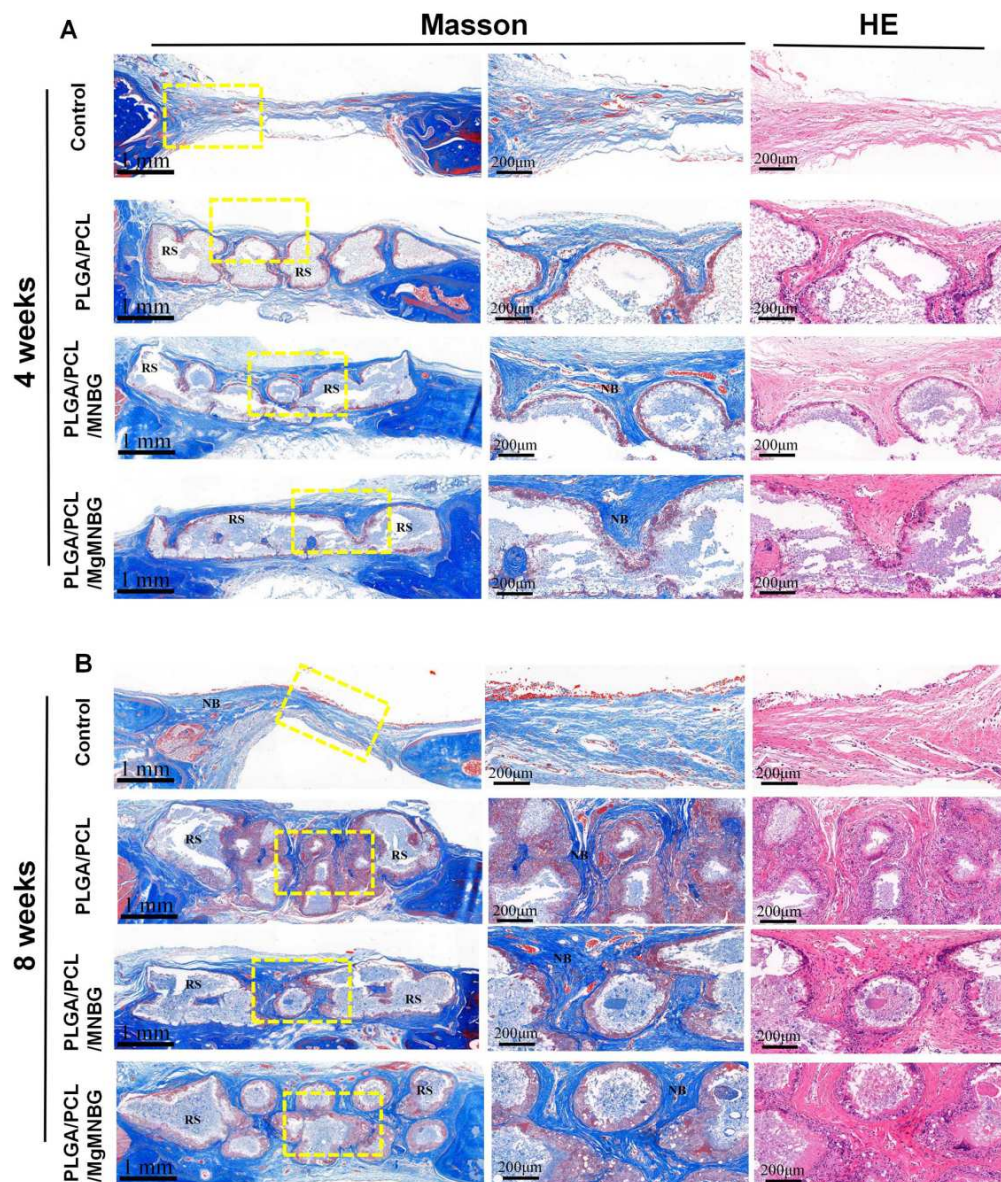 A
Masson
HE
4 weeks
Control
1 mm
200μm
200μm
PLGA/PCL
RS
RS
1 mm
200μm
200μm
PLGA/PCL
/MNBG
RS
RS
NB
1 mm
200μm
200μm
PLGA/PCL
/MgMNBG
RS
RS
NB
1 mm
200μm
200μm
B
8 weeks
Control
NB
1 mm
200μm
200μm
PLGA/PCL
RS
RS
NB
1 mm
200μm
200μm
PLGA/PCL
/MNBG
RS
RS
NB
1 mm
200μm
200μm
PLGA/PCL
/MgMNBG
RS
RS
NB
1 mm
200μm
200μm